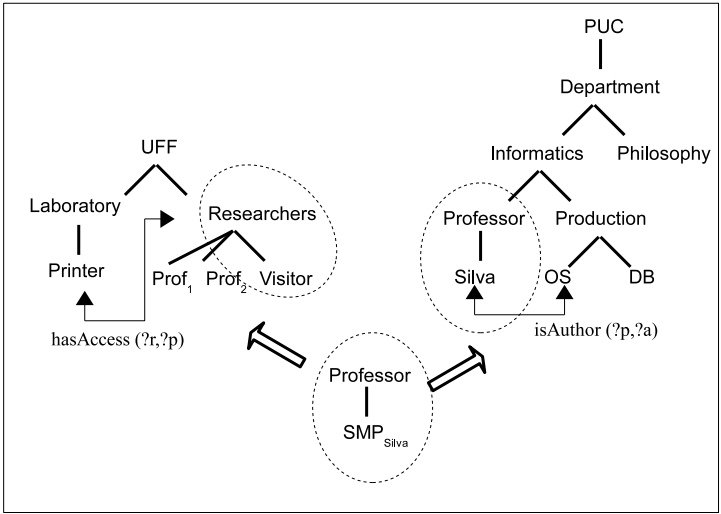 PUC
Department
UFF
Informatics Philosophy
Laboratory
Researchers
Professor Production
Printer
Prof1 Prof2 Visitor
Silva OS DB
hasAccess (?r,?p)
isAuthor (?p,?a)
Professor
SMPSilva